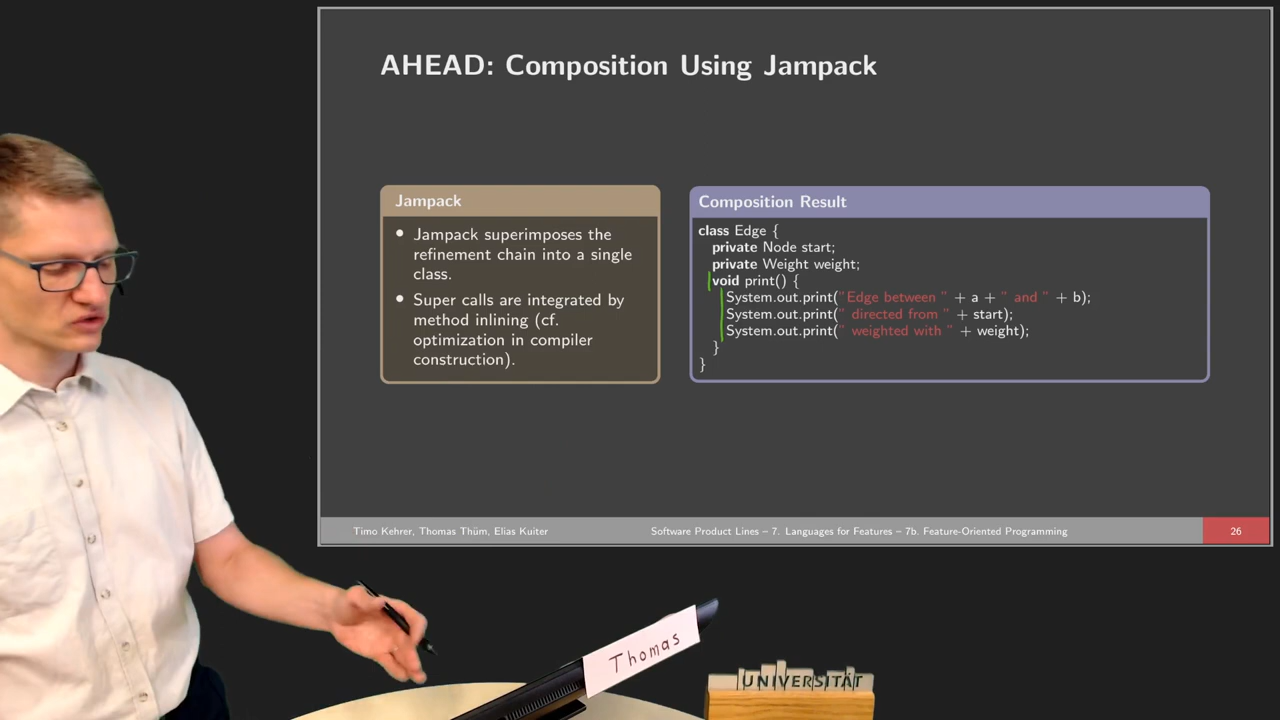 AHEAD: Composition Using Jampack
Jampack
• Jampack superimposes the
refinement chain into a single
class.
• Super calls are integrated by
method inlining (cf.
optimization in compiler
construction).
Composition Result
class Edge {
private Node start;
private Weight weight;
void print() {
System.out.print("Edge between " + a + " and " + b);
System.out.print(" directed from " + start);
System.out.print(" weighted with " + weight);
}
}
Timo Kehrer, Thomas Thüm, Elias Kuiter
Software Product Lines – 7. Languages for Features – 7b. Feature-Oriented Programming
26
Thomas
UNIVERSITÄT